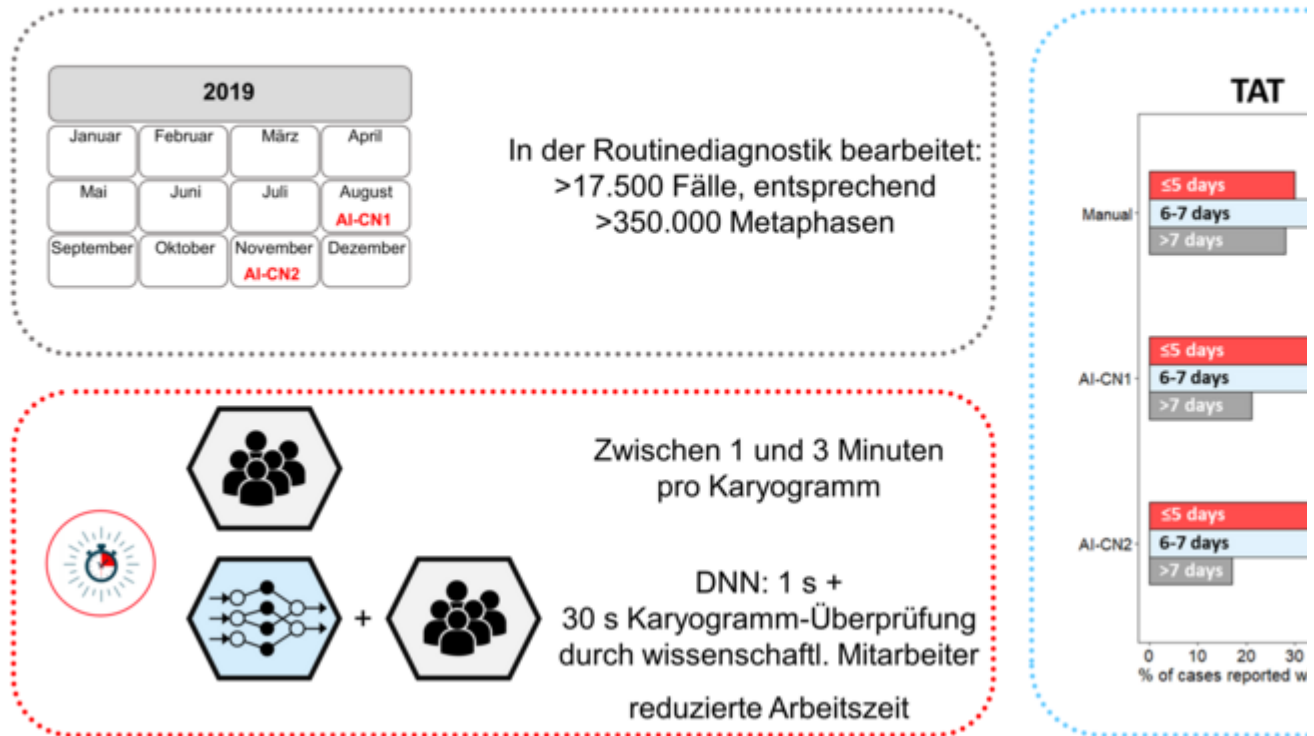 2019
Januar Februar März April
Mai Juni Juli August
AI-CN1
September Oktober November Dezember
AI-CN2
In der Routinediagnostik bearbeitet:
>17.500 Fälle, entsprechend
>350.000 Metaphasen
Zwischen 1 und 3 Minuten
pro Karyogramm
+
DNN: 1 s +
30 s Karyogramm-Überprüfung
durch wissenschaftl. Mitarbeiter
reduzierte Arbeitszeit
TAT
Manual
≤5 days
6-7 days
>7 days
AI-CN1
≤5 days
6-7 days
>7 days
AI-CN2
≤5 days
6-7 days
>7 days
0 10 20 30
% of cases reported w